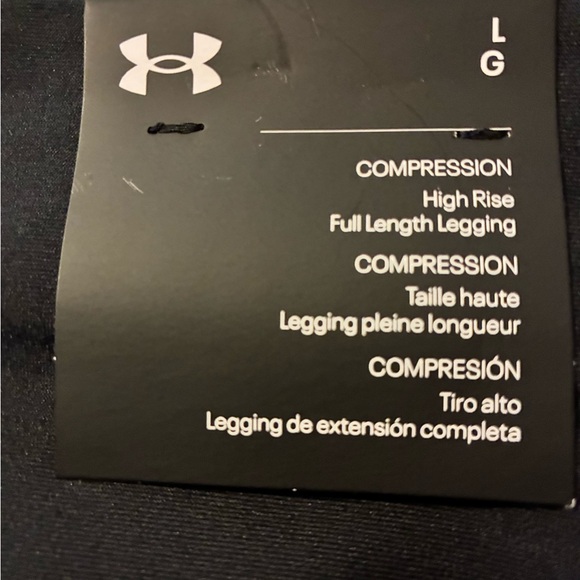 L
G
COMPRESSION
High Rise
Full Length Legging
COMPRESSION
Taille haute
Legging pleine longueur
COMPRESIÓN
Tiro alto
Legging de extensión completa